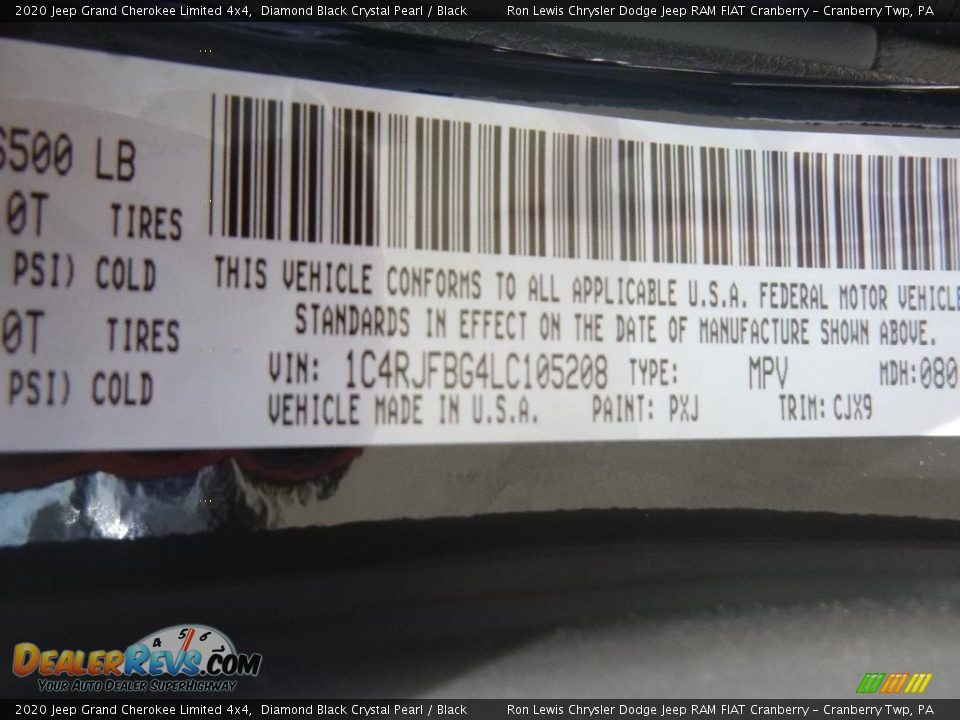 2020 Jeep Grand Cherokee Limited 4x4, Diamond Black Crystal Pearl / Black Ron Lewis Chrysler Dodge Jeep RAM FIAT Cranberry - Cranberry Twp, PA
6500 LB
0T TIRES
PSI) COLD
0T TIRES
PSI) COLD
THIS VEHICLE CONFORMS TO ALL APPLICABLE U.S.A. FEDERAL MOTOR VEHICLE
STANDARDS IN EFFECT ON THE DATE OF MANUFACTURE SHOWN ABOVE.
VIN: 1C4RJFBG4LC105208 TYPE: MPV MDH:080
VEHICLE MADE IN U.S.A. PAINT: PXJ TRIM: CJX9
4 5 6
DEALERREVS.COM
YOUR AUTO DEALER SUPERHIGHWAY
2020 Jeep Grand Cherokee Limited 4x4, Diamond Black Crystal Pearl / Black Ron Lewis Chrysler Dodge Jeep RAM FIAT Cranberry - Cranberry Twp, PA